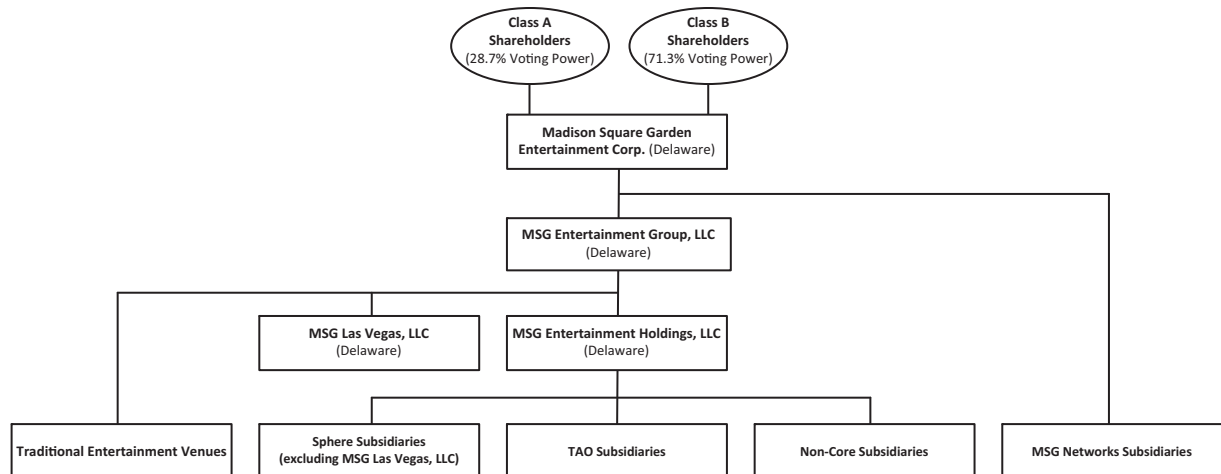 Class A
Shareholders
(28.7% Voting Power)
Class B
Shareholders
(71.3% Voting Power)
Madison Square Garden
Entertainment Corp. (Delaware)
MSG Entertainment Group, LLC
(Delaware)
MSG Las Vegas, LLC
(Delaware)
MSG Entertainment Holdings, LLC
(Delaware)
Traditional Entertainment Venues
Sphere Subsidiaries
(excluding MSG Las Vegas, LLC)
TAO Subsidiaries
Non-Core Subsidiaries
MSG Networks Subsidiaries